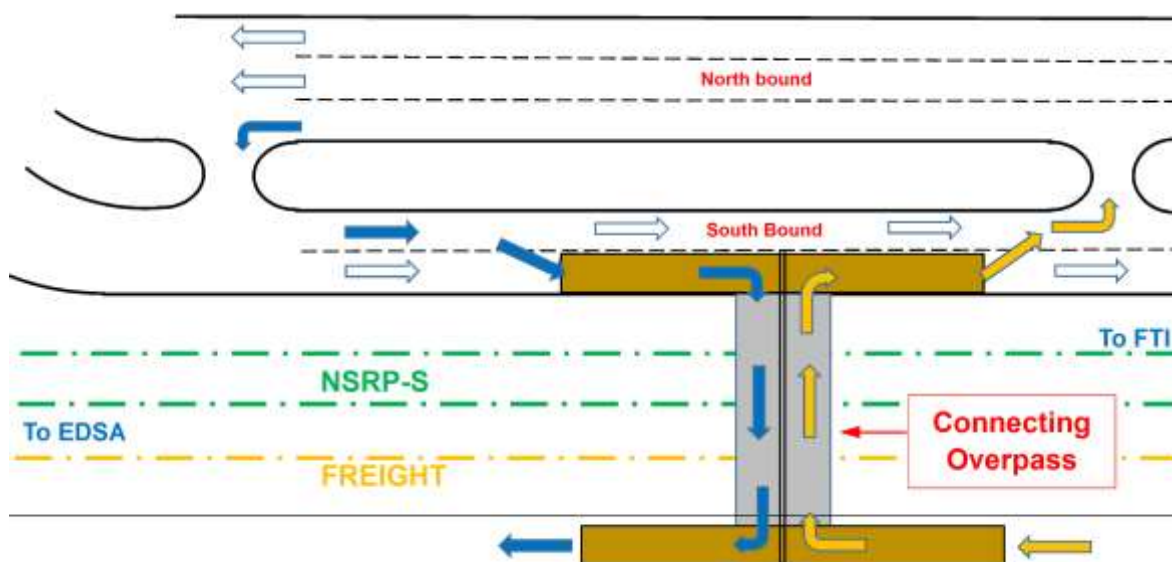 North bound
South Bound
To FTI
NSRP-S
To EDSA
Connecting
Overpass
FREIGHT